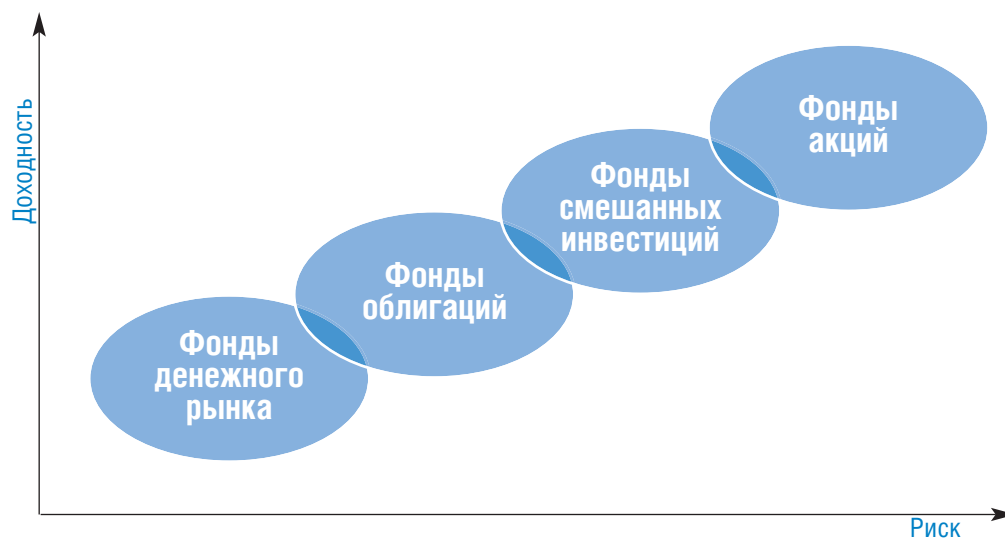 Доходность
Фонды
акций
Фонды
смешанных
инвестиций
Фонды
облигаций
Фонды
денежного
рынка
Риск